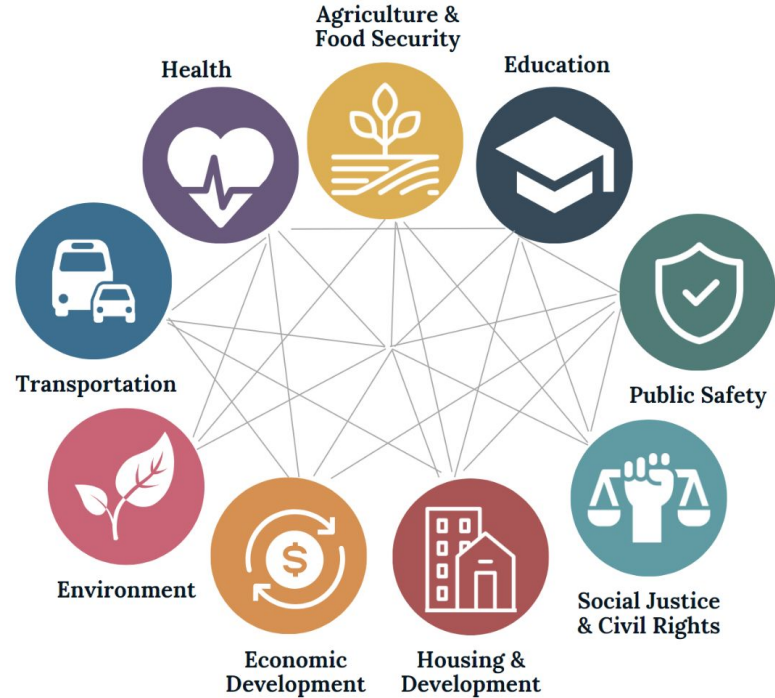 Agriculture &
Food Security
Health
Education
Transportation
Public Safety
Environment
$
Social Justice
& Civil Rights
Economic
Development
Housing &
Development